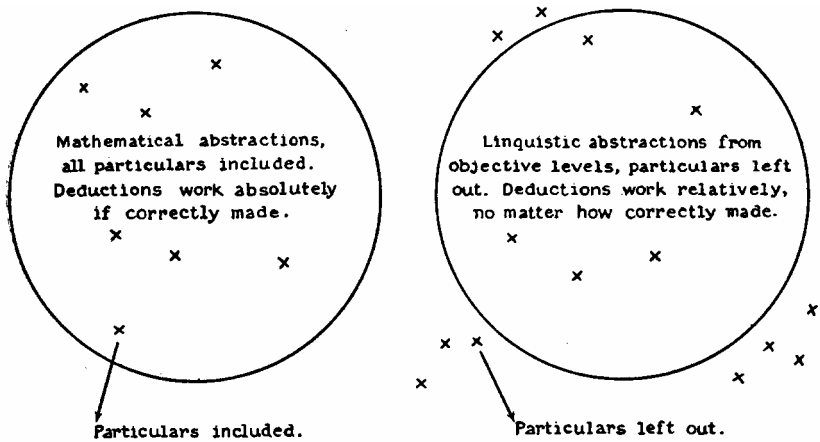 Mathematical abstractions,
all particulars included.
Deductions work absolutely
if correctly made.
Particulars included.
Linquistic abstractions from
objective levels, particulars left
out. Deductions work relatively,
no matter how correctly made.
Particulars left out.